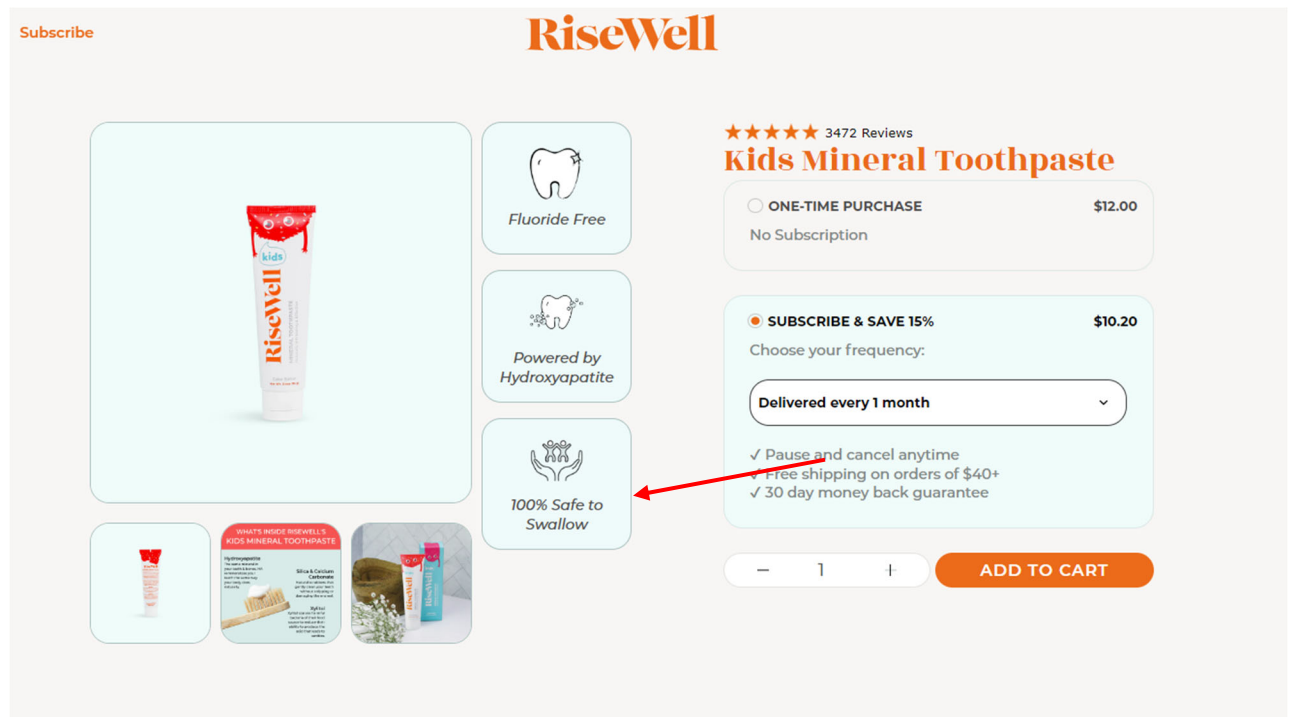 Subscribe
RiseWell
kids
RiseWell
Fluoride Free
Powered by
Hydroxyapatite
100% Safe to
Swallow
WHAT'S INSIDE RISEWELL'S
KIDS MINERAL TOOTHPASTE
Hydroxyapatite
Silica & Calcium
Carbonate
Xylitol
RiseWell
RiseWell
3472 Reviews
Kids Mineral Toothpaste
ONE-TIME PURCHASE $12.00
No Subscription
SUBSCRIBE & SAVE 15% $10.20
Choose your frequency:
Delivered every 1 month
✓ Pause and cancel anytime
✓ Free shipping on orders of $40+
✓ 30 day money back guarantee
− 1 + ADD TO CART